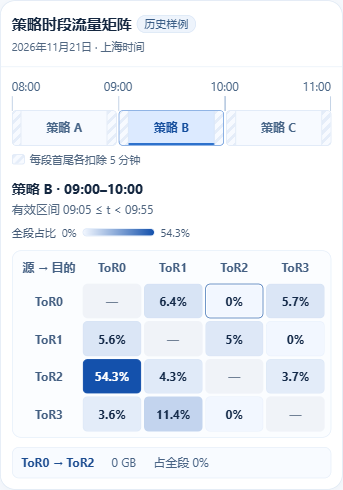 策略时段流量矩阵 历史样例
2026年11月21日 · 上海时间
08:00 09:00 10:00 11:00
策略 A 策略 B 策略 C
每段首尾各扣除 5 分钟
策略 B · 09:00–10:00
有效区间 09:05 ≤ t < 09:55
全段占比 0% 54.3%
源 → 目的 ToR0 ToR1 ToR2 ToR3
ToR0 — 6.4% 0% 5.7%
ToR1 5.6% — 5% 0%
ToR2 54.3% 4.3% — 3.7%
ToR3 3.6% 11.4% 0% —
ToR0 → ToR2 0 GB 占全段 0%